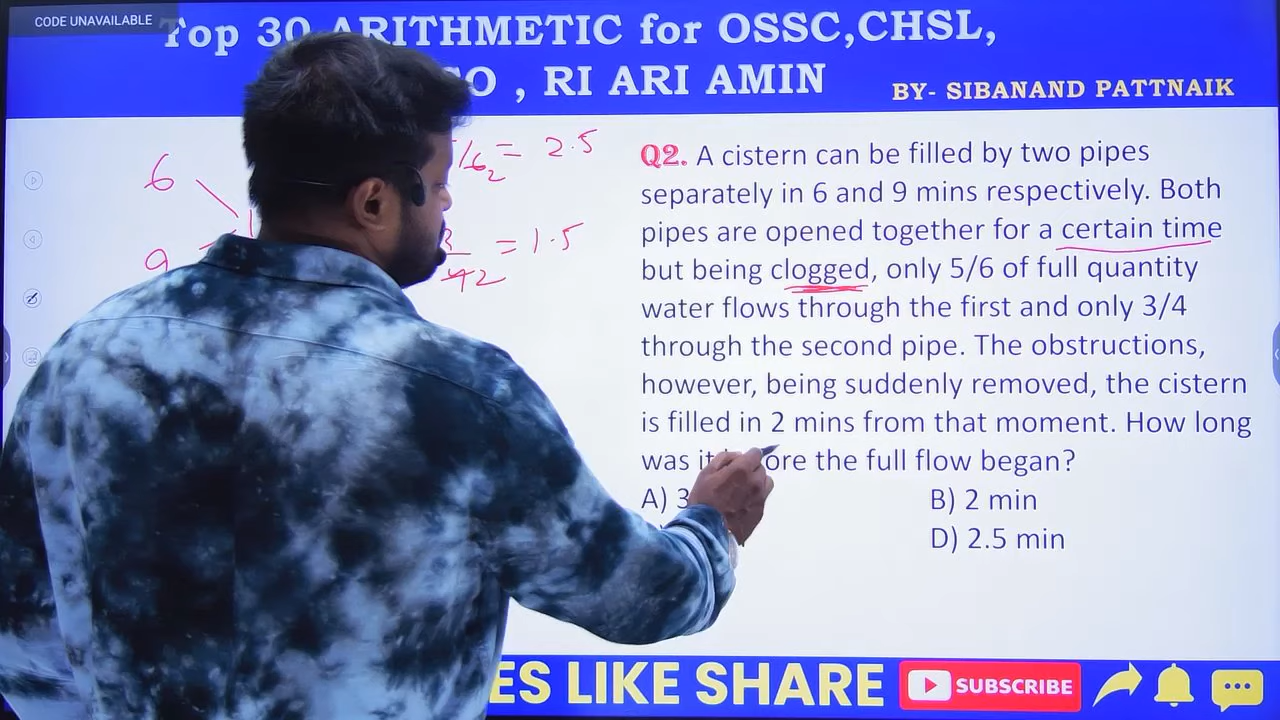 CODE UNAVAILABLE
Top 30 ARITHMETIC for OSSC,CHSL,
, RI ARI AMIN
BY- SIBANAND PATTNAIK
6
= 2.5
9
= 1.5
Q2. A cistern can be filled by two pipes
separately in 6 and 9 mins respectively. Both
pipes are opened together for a certain time
but being clogged, only 5/6 of full quantity
water flows through the first and only 3/4
through the second pipe. The obstructions,
however, being suddenly removed, the cistern
is filled in 2 mins from that moment. How long
was it the full flow began?
A) 3
B) 2 min
D) 2.5 min
LIKE SHARE
SUBSCRIBE